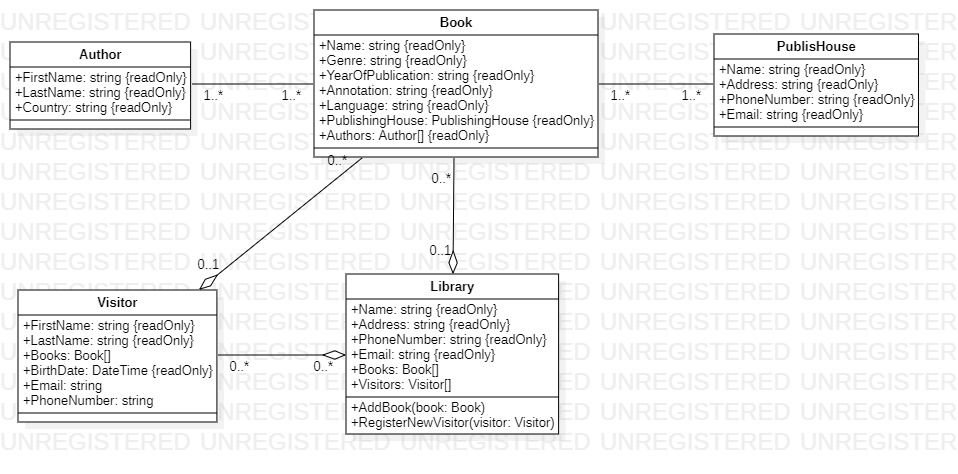 Author
+FirstName: string {readOnly}
+LastName: string {readOnly}
+Country: string {readOnly}
1..*
1..*
Book
+Name: string {readOnly}
+Genre: string {readOnly}
+YearOfPublication: string {readOnly}
+Annotation: string {readOnly}
+Language: string {readOnly}
+PublishingHouse: PublishingHouse {readOnly}
+Authors: Author[] {readOnly}
1..*
1..*
PublisHouse
+Name: string {readOnly}
+Address: string {readOnly}
+PhoneNumber: string {readOnly}
+Email: string {readOnly}
0..*
0..*
0..1
0..1
Visitor
+FirstName: string {readOnly}
+LastName: string {readOnly}
+Books: Book[]
+BirthDate: DateTime {readOnly}
+Email: string
+PhoneNumber: string
0..*
0..*
Library
+Name: string {readOnly}
+Address: string {readOnly}
+PhoneNumber: string {readOnly}
+Email: string {readOnly}
+Books: Book[]
+Visitors: Visitor[]
+AddBook(book: Book)
+RegisterNewVisitor(visitor: Visitor)
UNREGISTERED